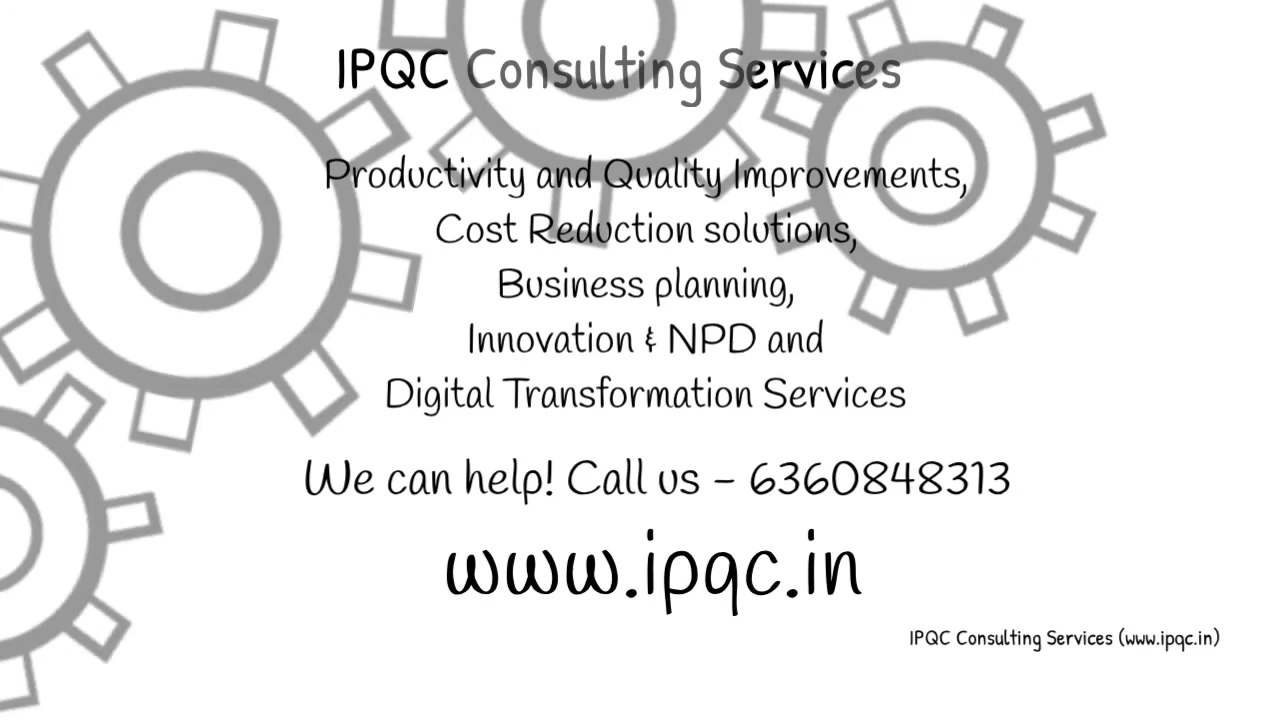 IPQC Consulting Services
Productivity and Quality Improvements,
Cost Reduction solutions,
Business planning,
Innovation & NPD and
Digital Transformation Services
We can help! Call us - 6360848313
www.ipqc.in
IPQC Consulting Services (www.ipqc.in)